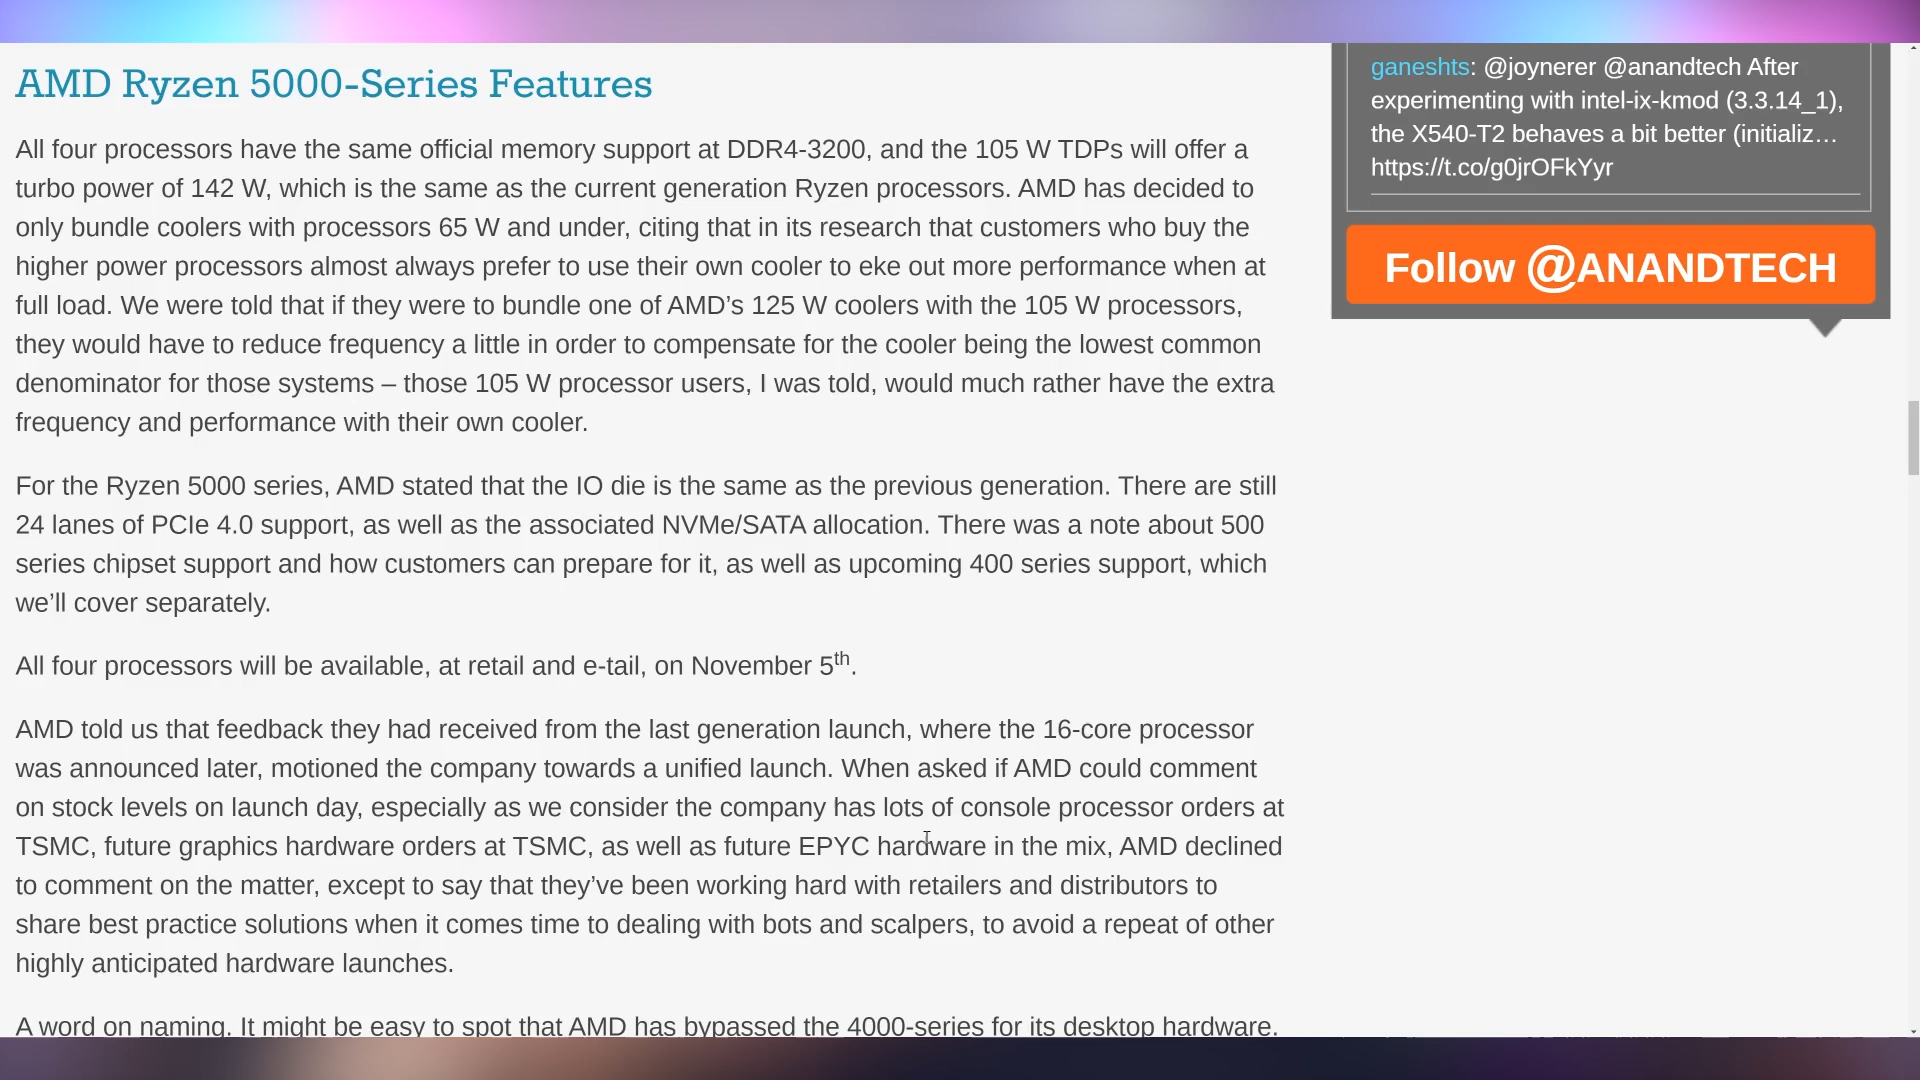 AMD Ryzen 5000-Series Features
All four processors have the same official memory support at DDR4-3200, and the 105 W TDPs will offer a
turbo power of 142 W, which is the same as the current generation Ryzen processors. AMD has decided to
only bundle coolers with processors 65 W and under, citing that in its research that customers who buy the
higher power processors almost always prefer to use their own cooler to eke out more performance when at
full load. We were told that if they were to bundle one of AMD’s 125 W coolers with the 105 W processors,
they would have to reduce frequency a little in order to compensate for the cooler being the lowest common
denominator for those systems – those 105 W processor users, I was told, would much rather have the extra
frequency and performance with their own cooler.
For the Ryzen 5000 series, AMD stated that the IO die is the same as the previous generation. There are still
24 lanes of PCIe 4.0 support, as well as the associated NVMe/SATA allocation. There was a note about 500
series chipset support and how customers can prepare for it, as well as upcoming 400 series support, which
we’ll cover separately.
All four processors will be available, at retail and e-tail, on November 5th.
AMD told us that feedback they had received from the last generation launch, where the 16-core processor
was announced later, motioned the company towards a unified launch. When asked if AMD could comment
on stock levels on launch day, especially as we consider the company has lots of console processor orders at
TSMC, future graphics hardware orders at TSMC, as well as future EPYC hardware in the mix, AMD declined
to comment on the matter, except to say that they’ve been working hard with retailers and distributors to
share best practice solutions when it comes time to dealing with bots and scalpers, to avoid a repeat of other
highly anticipated hardware launches.
A word on naming. It might be easy to spot that AMD has bypassed the 4000-series for its desktop hardware.
ganeshts: @joynerer @anandtech After
experimenting with intel-ix-kmod (3.3.14_1),
the X540-T2 behaves a bit better (initializ…
https://t.co/g0jrOFkYyr
Follow @ANANDTECH